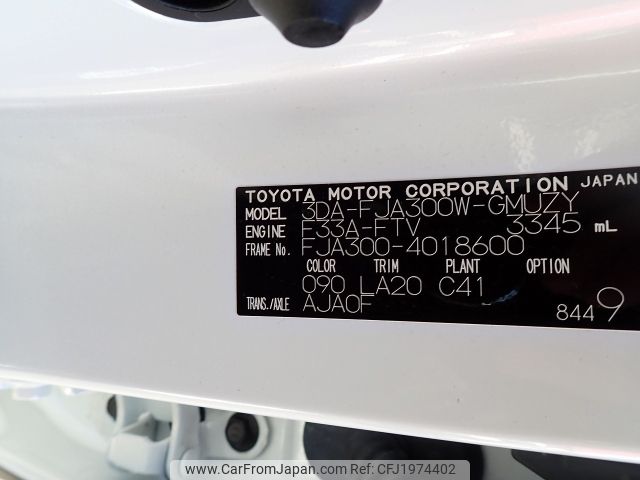 TOYOTA MOTOR CORPORATION JAPAN
MODEL 3DA-FJA300W-GMUZY
ENGINE F33A-FTV 3345 mL
FRAME No. FJA300-4018600
COLOR TRIM PLANT OPTION
090 LA20 C41
TRANS./AXLE AJA0F
8449
www.CarFromJapan.com Ref No: CFJ1974402